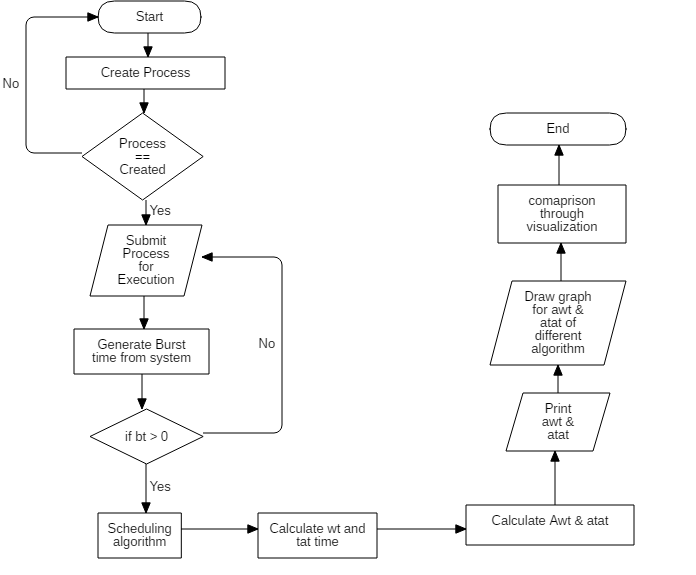 Start
No
Create Process
Process
==
Created
Yes
Submit
Process
for
Execution
Generate Burst
time from system
No
if bt > 0
Yes
Scheduling
algorithm
Calculate wt and
tat time
Calculate Awt & atat
Print
awt &
atat
Draw graph
for awt &
atat of
different
algorithm
comaprison
through
visualization
End